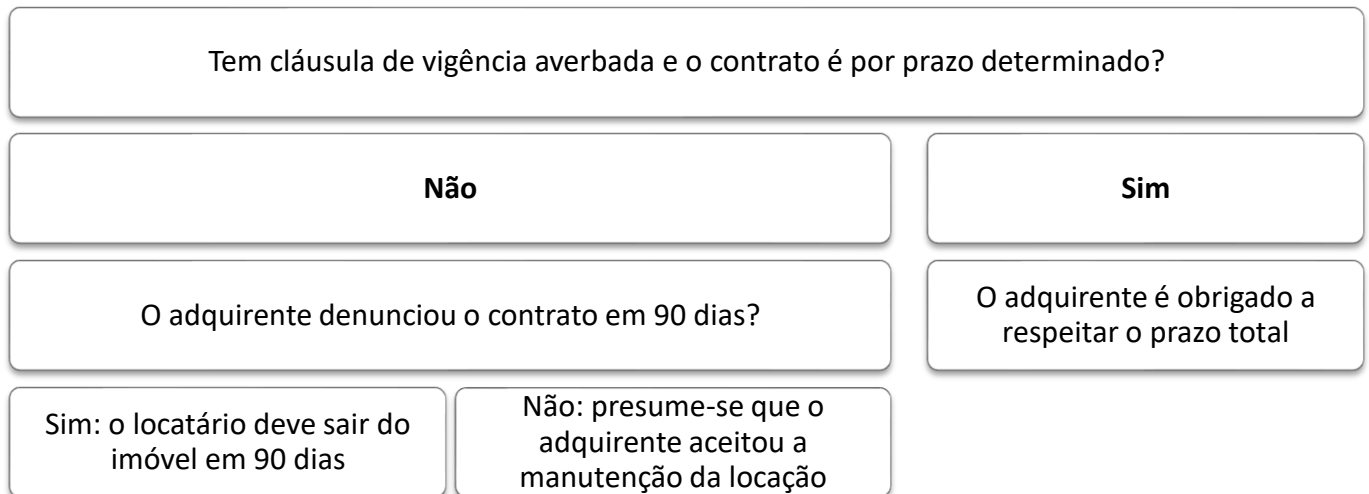 Tem cláusula de vigência averbada e o contrato é por prazo determinado?
Não
Sim
O adquirente denunciou o contrato em 90 dias?
O adquirente é obrigado a
respeitar o prazo total
Sim: o locatário deve sair do
imóvel em 90 dias
Não: presume-se que o
adquirente aceitou a
manutenção da locação